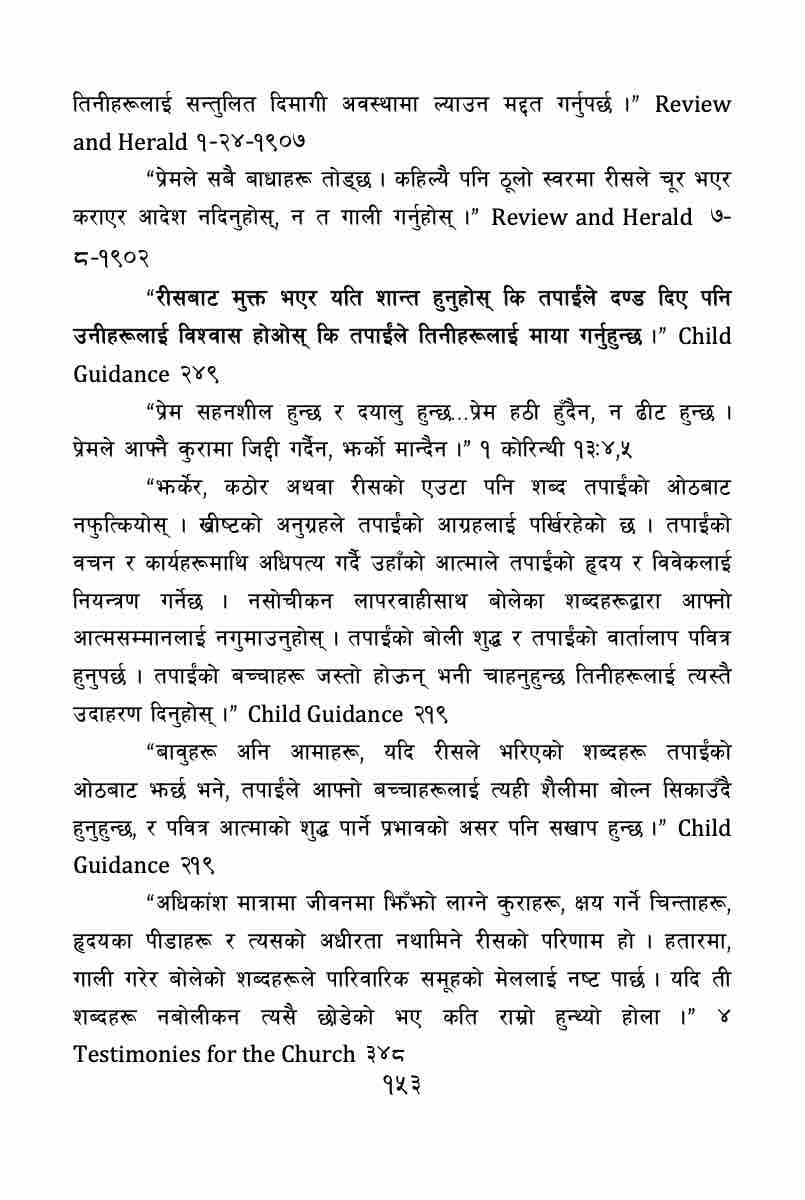 तिनीहरूलाई सन्तुलित दिमागी अवस्थामा ल्याउन मद्दत गर्नुपर्छ ।” Review
and Herald १-२४-१९०७
“प्रेमले सबै बाधाहरू तोड्छ । कहिल्यै पनि ठूलो स्वरमा रीसले चूर भएर
कराएर आदेश नदिनुहोस्, न त गाली गर्नुहोस् ।” Review and Herald ७-
८-१९०२
“रीसबाट मुक्त भएर यति शान्त हुनुहोस् कि तपाईंले दण्ड दिए पनि
उनीहरूलाई विश्वास होओस् कि तपाईंले तिनीहरूलाई माया गर्नुहुन्छ ।” Child
Guidance २४९
“प्रेम सहनशील हुन्छ र दयालु हुन्छ...प्रेम हठी हुँदैन, न ढीट हुन्छ ।
प्रेमले आफ्नै कुरामा जिद्दी गर्दैन, झर्को मान्दैन ।” १ कोरिन्थी १३:४,५
“झर्केर, कठोर अथवा रीसको एउटा पनि शब्द तपाईंको ओठबाट
नफुत्कियोस् । ख्रीष्टको अनुग्रहले तपाईंको आग्रहलाई पर्खिरहेको छ । तपाईंको
वचन र कार्यहरूमाथि अधिपत्य गर्दै उहाँको आत्माले तपाईंको हृदय र विवेकलाई
नियन्त्रण गर्नेछ । नसोचीकन लापरवाहीसाथ बोलेका शब्दहरूद्वारा आफ्नो
आत्मसम्मानलाई नगुमाउनुहोस् । तपाईंको बोली शुद्ध र तपाईंको वार्तालाप पवित्र
हुनुपर्छ । तपाईंको बच्चाहरू जस्तो होऊन् भनी चाहनुहुन्छ तिनीहरूलाई त्यस्तै
उदाहरण दिनुहोस् ।” Child Guidance २१९
“बावुहरू अनि आमाहरू, यदि रीसले भरिएको शब्दहरू तपाईंको
ओठबाट झर्छ भने, तपाईंले आफ्नो बच्चाहरूलाई त्यही शैलीमा बोल्न सिकाउँदै
हुनुहुन्छ, र पवित्र आत्माको शुद्ध पार्ने प्रभावको असर पनि सखाप हुन्छ ।” Child
Guidance २१९
“अधिकांश मात्रामा जीवनमा झिँझो लाग्ने कुराहरू, क्षय गर्ने चिन्ताहरू,
हृदयका पीडाहरू र त्यसको अधीरता नथामिने रीसको परिणाम हो । हतारमा,
गाली गरेर बोलेको शब्दहरूले पारिवारिक समूहको मेललाई नष्ट पार्छ । यदि ती
शब्दहरू नबोलीकन त्यसै छोडेको भए कति राम्रो हुन्थ्यो होला ।” ४
Testimonies for the Church ३४८
१५३